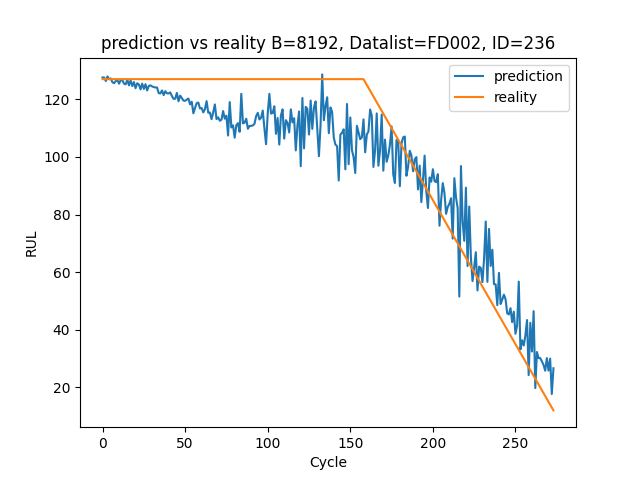 prediction vs reality B=8192, Datalist=FD002, ID=236
prediction
reality
RUL
120
100
80
60
40
20
0 50 100 150 200 250
Cycle